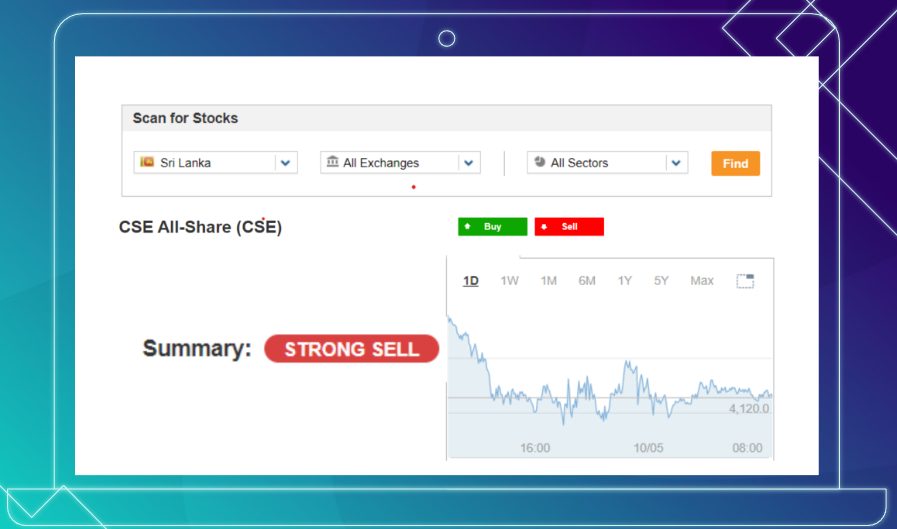 Scan for Stocks
Sri Lanka All Exchanges All Sectors Find
CSE All-Share (CSE) Buy Sell
1D 1W 1M 6M 1Y 5Y Max
Summary: STRONG SELL
4,120.0
16:00 10/05 08:00